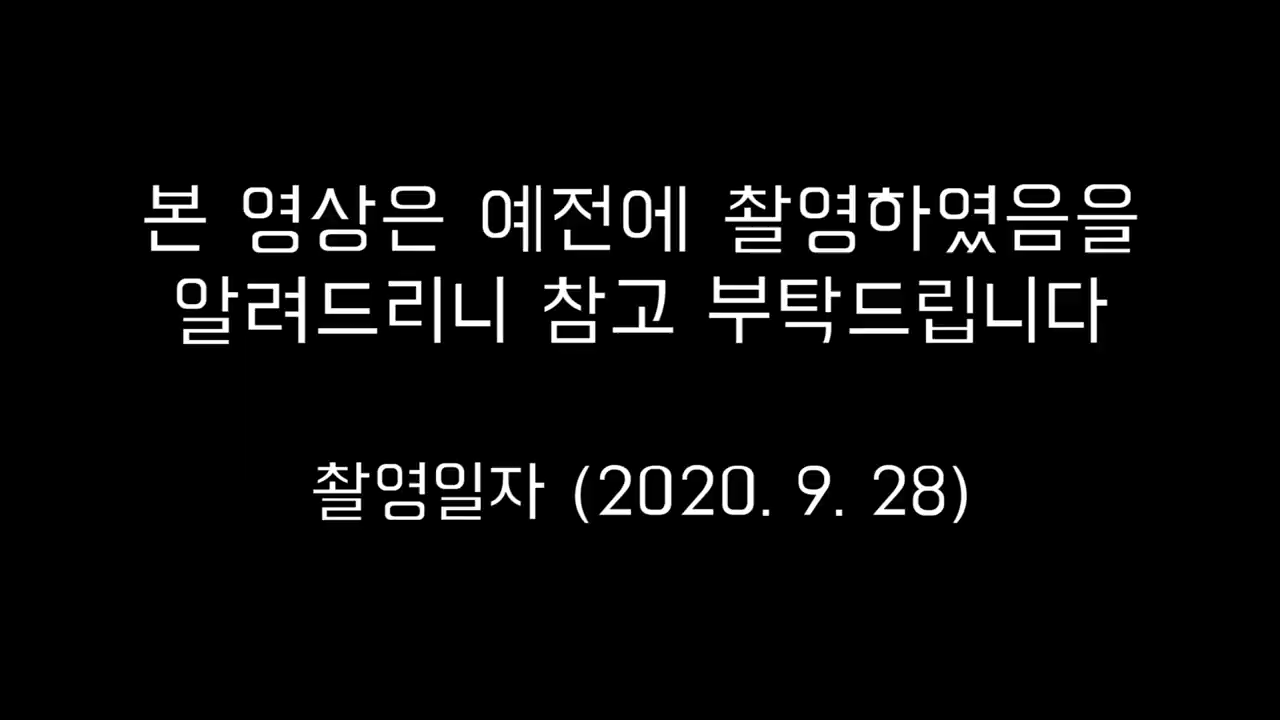 본 영상은 예전에 촬영하였음을
알려드리니 참고 부탁드립니다
촬영일자 (2020. 9. 28)